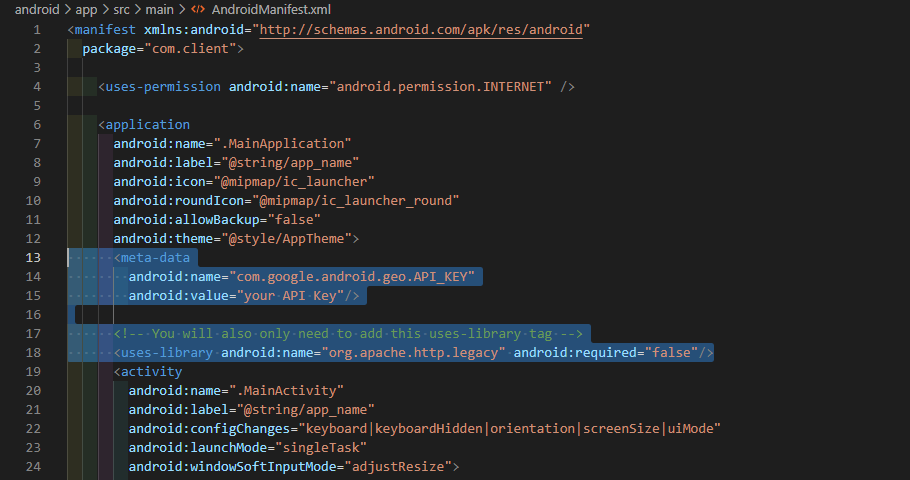 android > app > src > main > AndroidManifest.xml
1 <manifest xmlns:android="http://schemas.android.com/apk/res/android"
2 package="com.client">
3
4 <uses-permission android:name="android.permission.INTERNET" />
5
6 <application
7 android:name=".MainApplication"
8 android:label="@string/app_name"
9 android:icon="@mipmap/ic_launcher"
10 android:roundIcon="@mipmap/ic_launcher_round"
11 android:allowBackup="false"
12 android:theme="@style/AppTheme">
13 <meta-data
14 android:name="com.google.android.geo.API_KEY"
15 android:value="your API Key"/>
16
17 <!-- You will also only need to add this uses-library tag -->
18 <uses-library android:name="org.apache.http.legacy" android:required="false"/>
19 <activity
20 android:name=".MainActivity"
21 android:label="@string/app_name"
22 android:configChanges="keyboard|keyboardHidden|orientation|screenSize|uiMode"
23 android:launchMode="singleTask"
24 android:windowSoftInputMode="adjustResize">